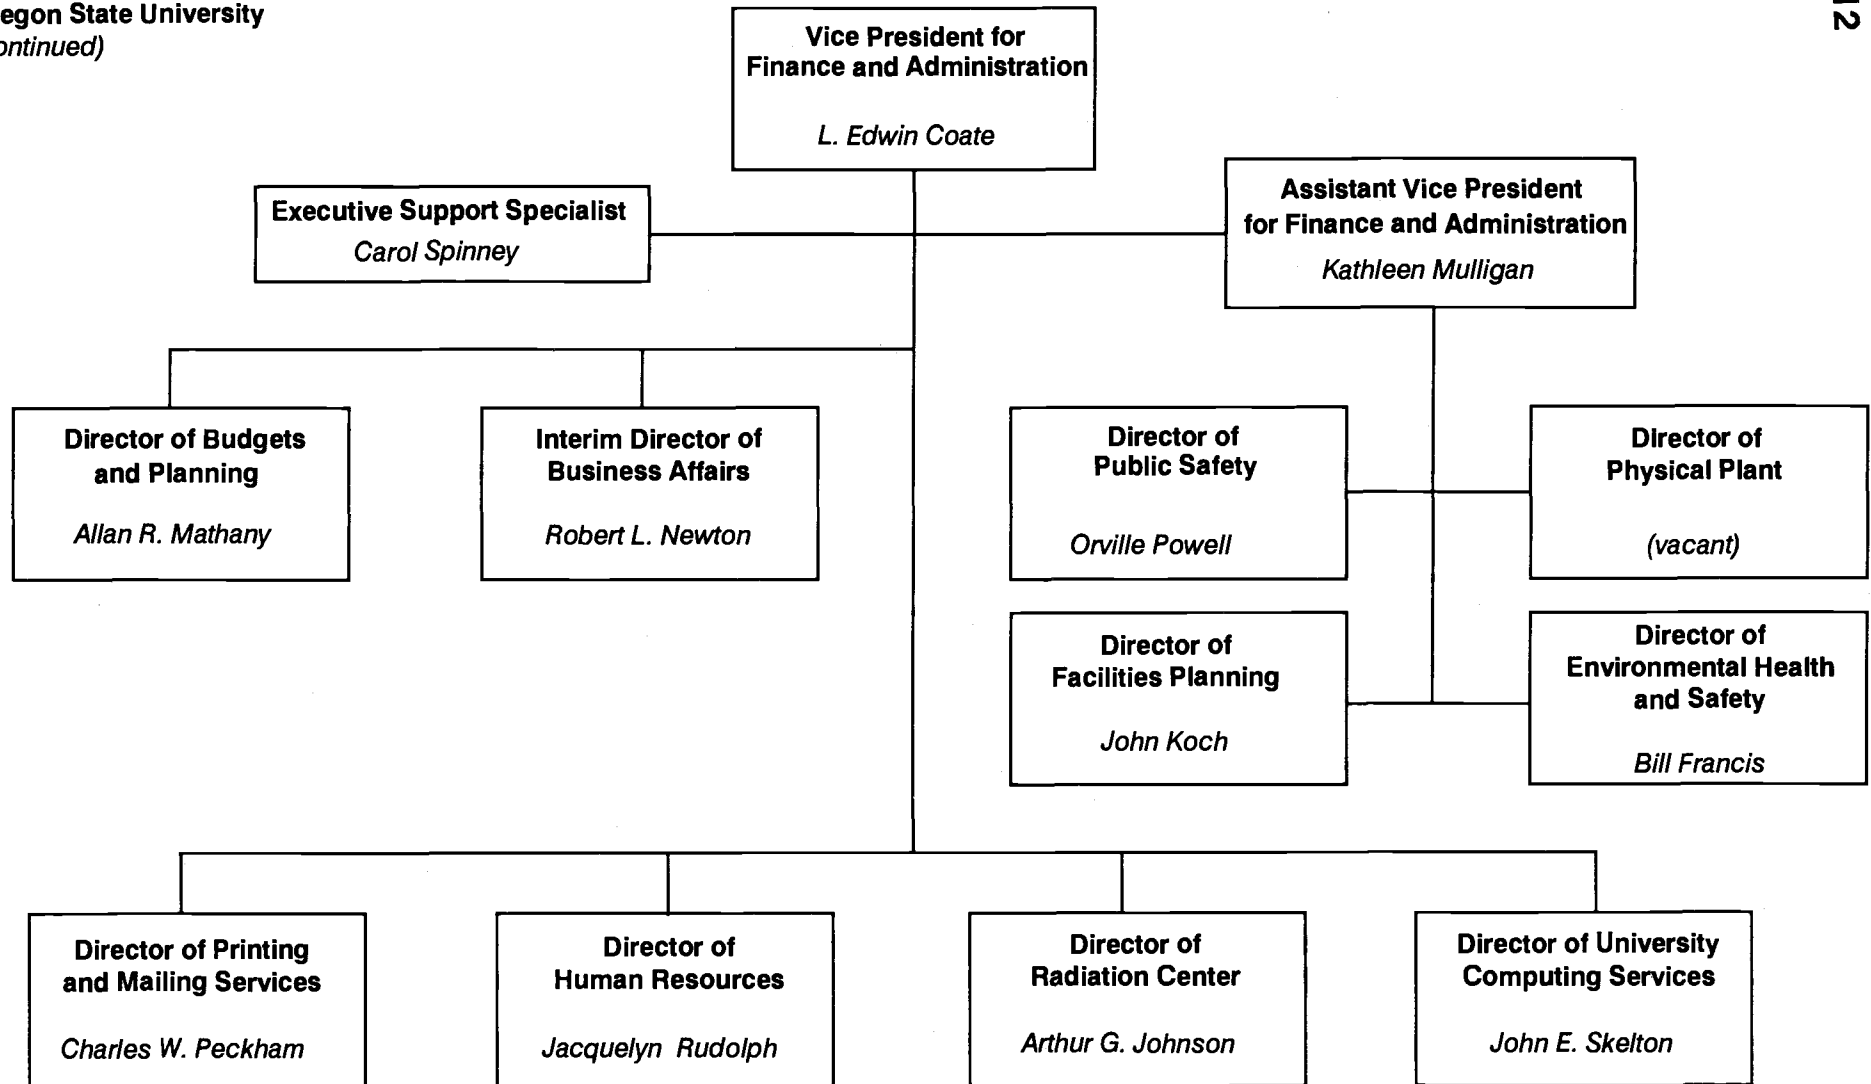 egon State University
ontinued)
12
Vice President for
Finance and Administration
L. Edwin Coate
Executive Support Specialist
Carol Spinney
Assistant Vice President
for Finance and Administration
Kathleen Mulligan
Director of Budgets
and Planning
Allan R. Mathany
Interim Director of
Business Affairs
Robert L. Newton
Director of
Public Safety
Orville Powell
Director of
Physical Plant
(vacant)
Director of
Facilities Planning
John Koch
Director of
Environmental Health
and Safety
Bill Francis
Director of Printing
and Mailing Services
Charles W. Peckham
Director of
Human Resources
Jacquelyn Rudolph
Director of
Radiation Center
Arthur G. Johnson
Director of University
Computing Services
John E. Skelton